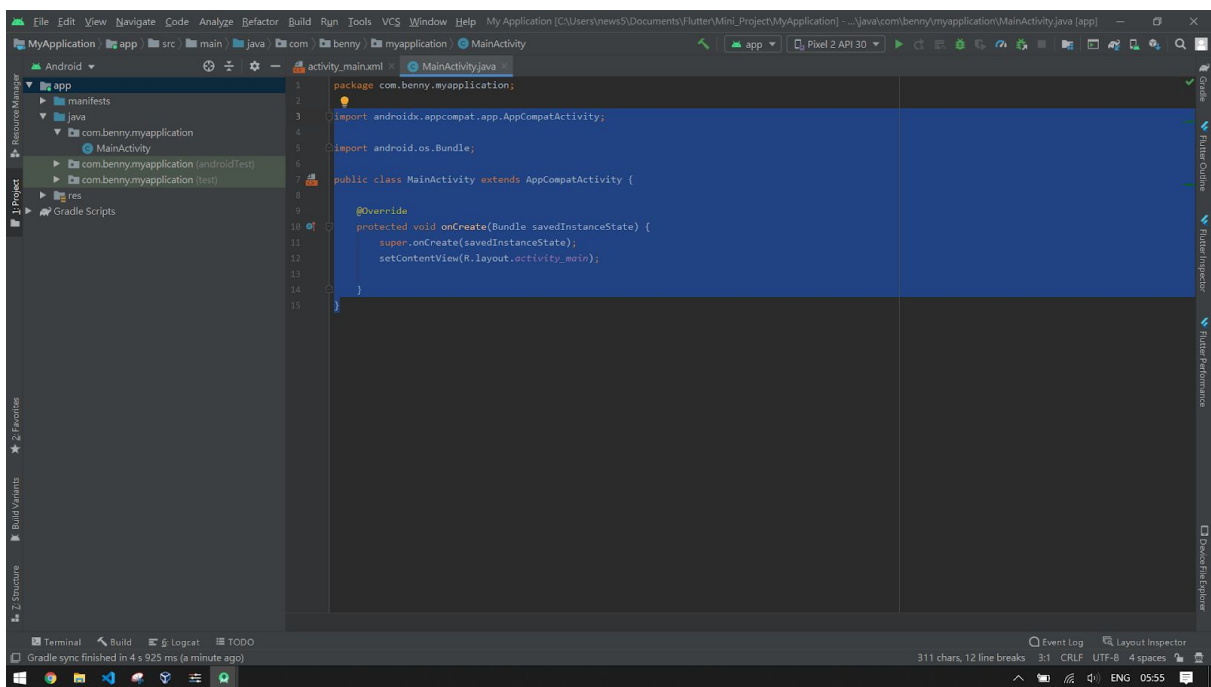 File Edit View Navigate Code Analyze Refactor Build Run Tools VCS Window Help My Application [C:\Users\news5\Documents\Flutter\Mini_Project\MyApplication] - ...\java\com\benny\myapplication\MainActivity.java [app]
MyApplication app src main java com benny myapplication MainActivity app Pixel 2 API 30
Android activity_main.xml MainActivity.java
app
manifests
java
com.benny.myapplication
MainActivity
com.benny.myapplication (androidTest)
com.benny.myapplication (test)
res
Gradle Scripts
Resource Manager
1: Project
2: Favorites
Build Variants
Z: Structure
1 package com.benny.myapplication;
2
3 import androidx.appcompat.app.AppCompatActivity;
4
5 import android.os.Bundle;
6
7 public class MainActivity extends AppCompatActivity {
8
9 @Override
10 protected void onCreate(Bundle savedInstanceState) {
11 super.onCreate(savedInstanceState);
12 setContentView(R.layout.activity_main);
13
14 }
15 }
Gradle
Flutter Outline
Flutter Inspector
Flutter Performance
Device File Explorer
Terminal Build 6: Logcat TODO Event Log Layout Inspector
Gradle sync finished in 4 s 925 ms (a minute ago) 311 chars, 12 line breaks 3:1 CRLF UTF-8 4 spaces
ENG 05:55